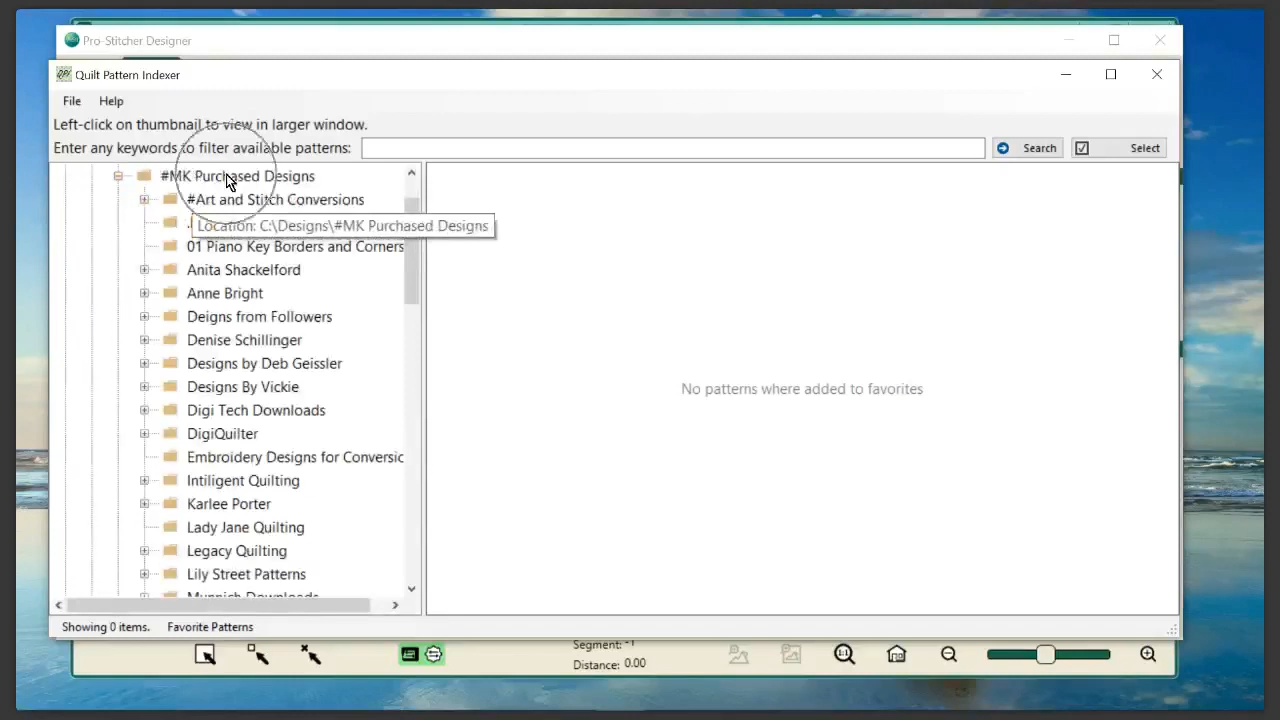 Pro-Stitcher Designer
Quilt Pattern Indexer
File Help
Left-click on thumbnail to view in larger window.
Enter any keywords to filter available patterns:
Search
Select
#MK Purchased Designs
#Art and Stitch Conversions
Location: C:\Designs\#MK Purchased Designs
01 Piano Key Borders and Corners
Anita Shackelford
Anne Bright
Deigns from Followers
Denise Schillinger
Designs by Deb Geissler
Designs By Vickie
Digi Tech Downloads
DigiQuilter
Embroidery Designs for Conversic
Intiligent Quilting
Karlee Porter
Lady Jane Quilting
Legacy Quilting
Lily Street Patterns
Munnich Downloads
No patterns where added to favorites
Showing 0 items. Favorite Patterns
Segment: -1
Distance: 0.00
1:1